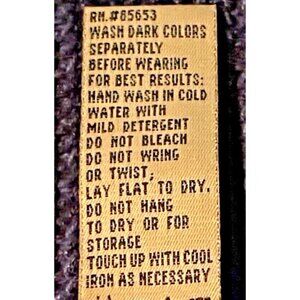 RN.#85653
WASH DARK COLORS
SEPARATELY
BEFORE WEARING
FOR BEST RESULTS:
HAND WASH IN COLD
WATER WITH
MILD DETERGENT
DO NOT BLEACH
DO NOT WRING
OR TWIST,
LAY FLAT TO DRY.
DO NOT HANG
TO DRY OR FOR
STORAGE
TOUCH UP WITH COOL
IRON AS NECESSARY